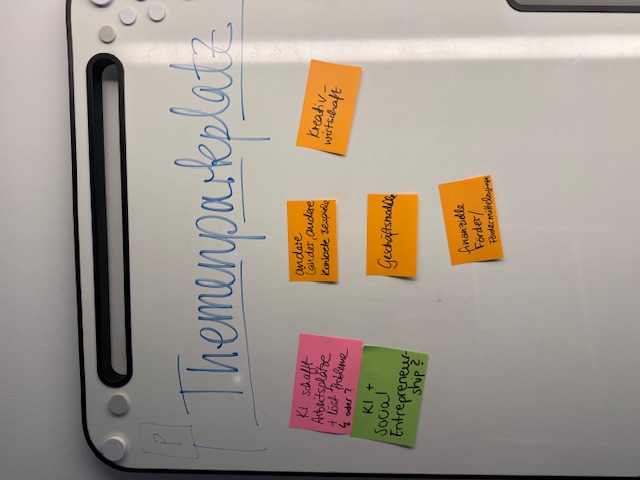 P
Themenparkplatz
KI schafft
Arbeitsplätze
+ löst Probleme
↯ oder?
KI +
Social
Entrepreneur-
ship?
andere
Länder, andere
Konkrete Beispiele
Geschäftsmodelle
finanzielle
Förder/
Kreativ-
wirtschaft